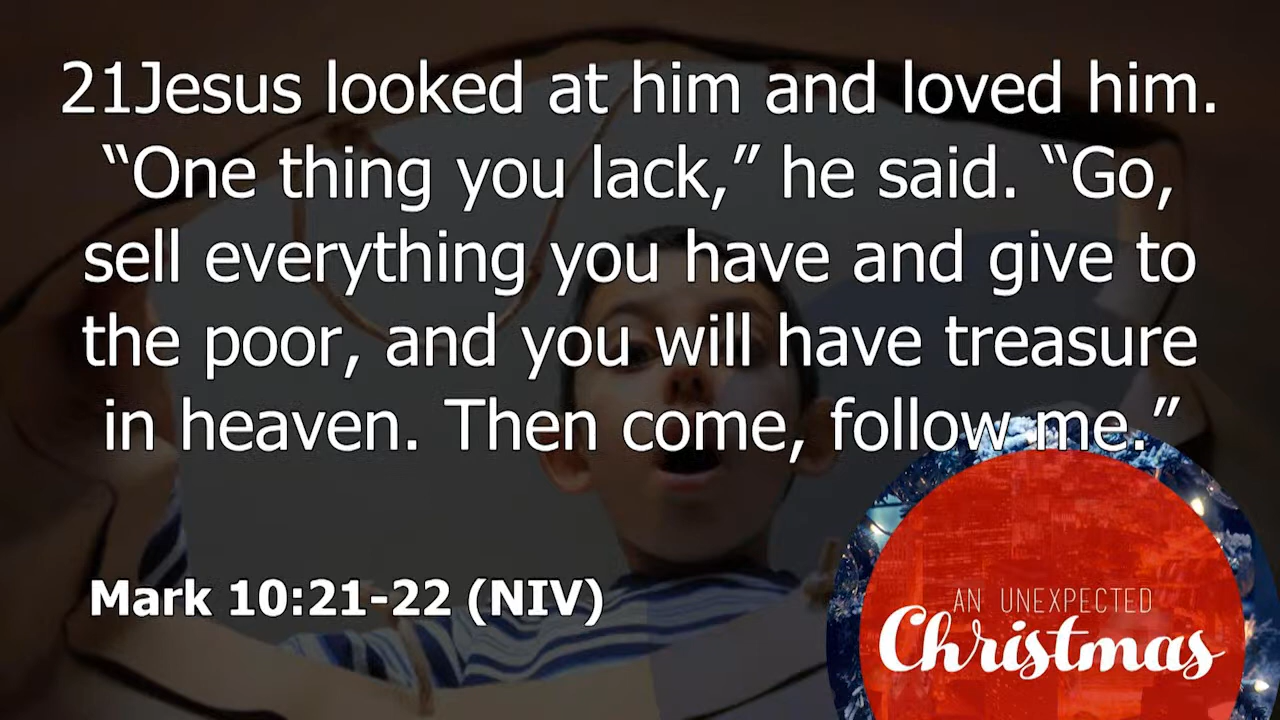 21Jesus looked at him and loved him.
“One thing you lack,” he said. “Go,
sell everything you have and give to
the poor, and you will have treasure
in heaven. Then come, follow me.”
Mark 10:21-22 (NIV)
AN UNEXPECTED
Christmas